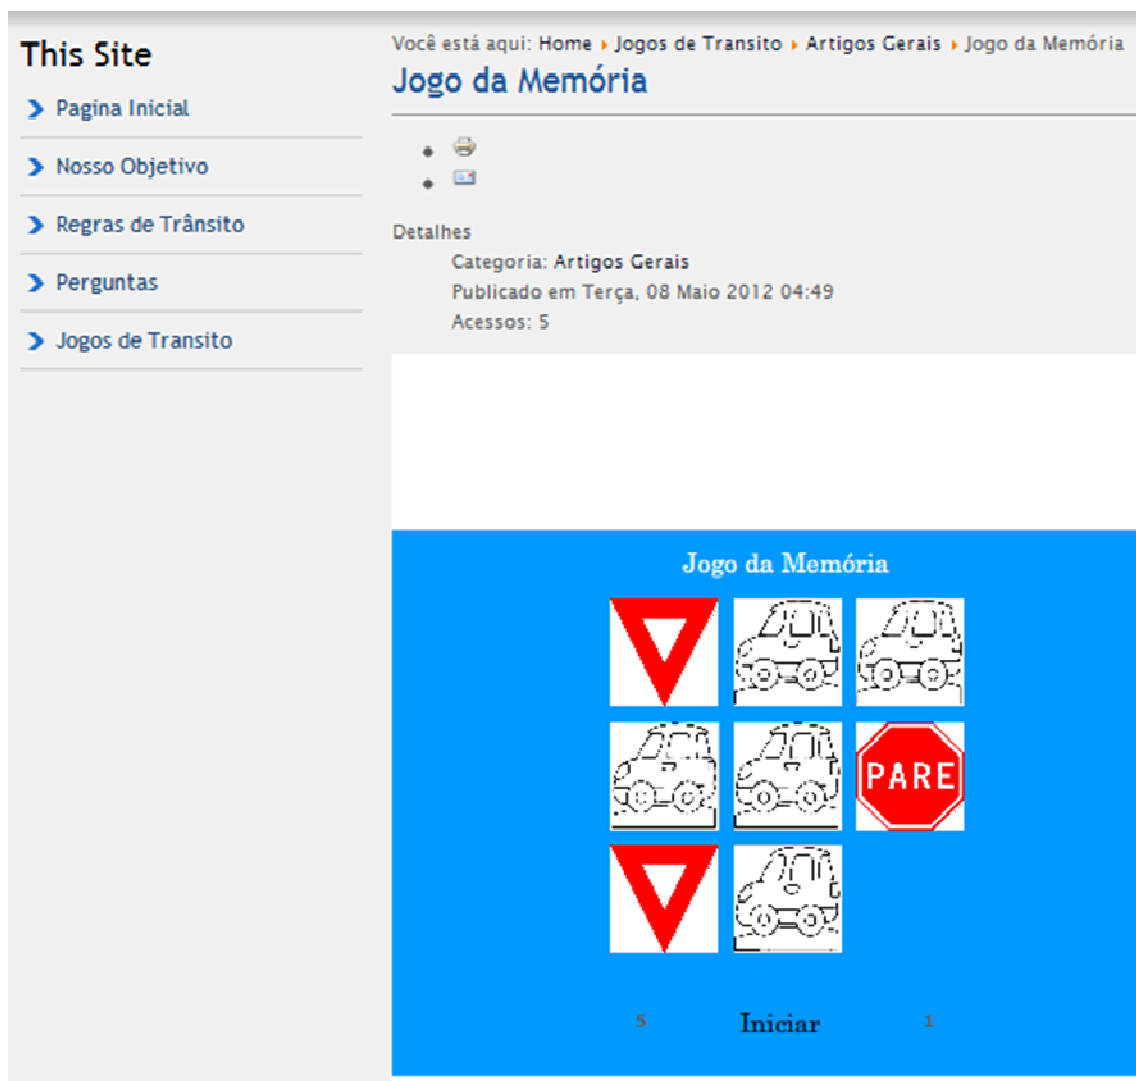 This Site
Pagina Inicial
Nosso Objetivo
Regras de Trânsito
Perguntas
Jogos de Transito
Você está aqui: Home Jogos de Transito Artigos Gerais Jogo da Memória
Jogo da Memória
Detalhes
Categoria: Artigos Gerais
Publicado em Terça, 08 Maio 2012 04:49
Acessos: 5
Jogo da Memória
PARE
5 Iniciar 1